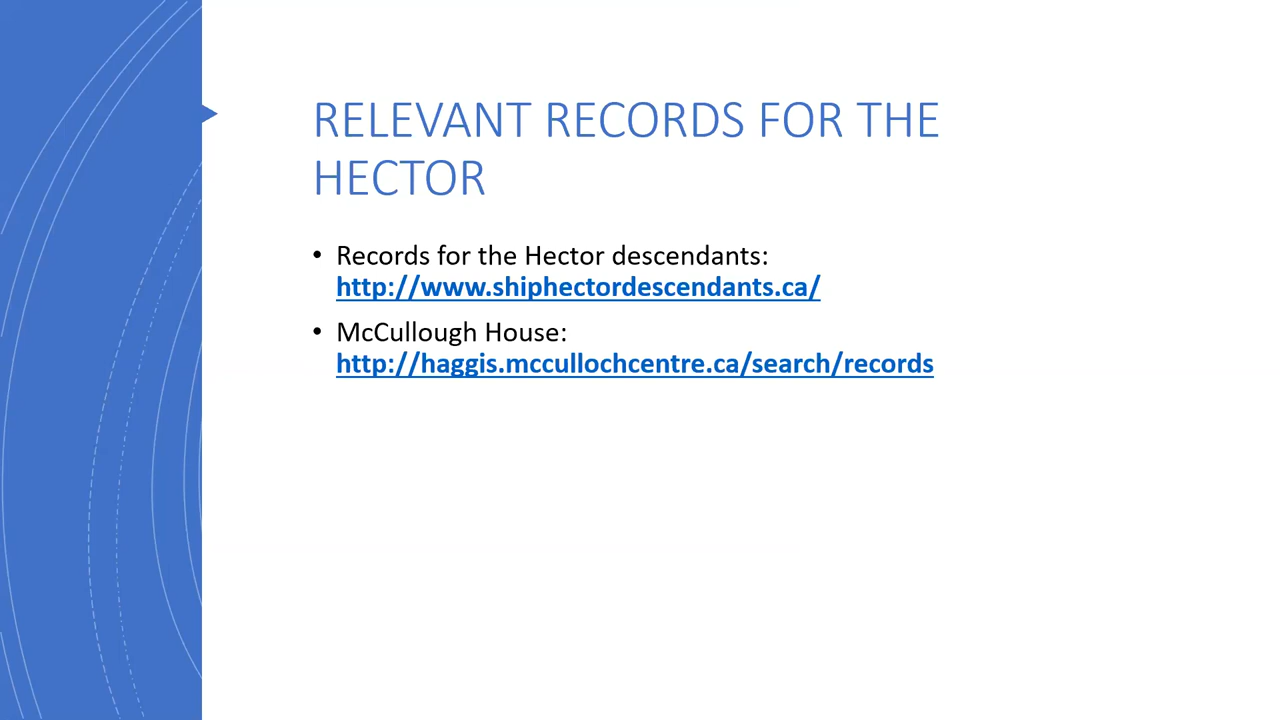 RELEVANT RECORDS FOR THE
HECTOR
• Records for the Hector descendants:
http://www.shiphectordescendants.ca/
• McCullough House:
http://haggis.mccullochcentre.ca/search/records